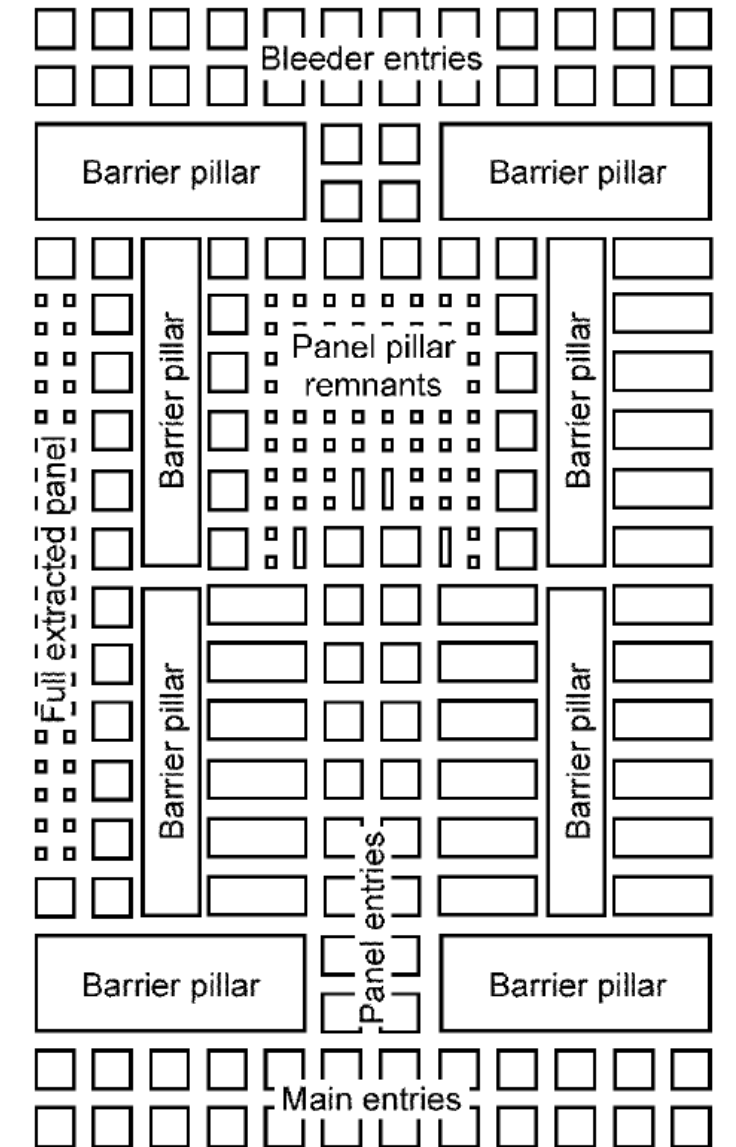 Bleeder entries
Barrier pillar
Barrier pillar
Barrier pillar
Panel pillar
remnants
Barrier pillar
Full extracted panel
Barrier pillar
Barrier pillar
Panel entries
Barrier pillar
Barrier pillar
Main entries